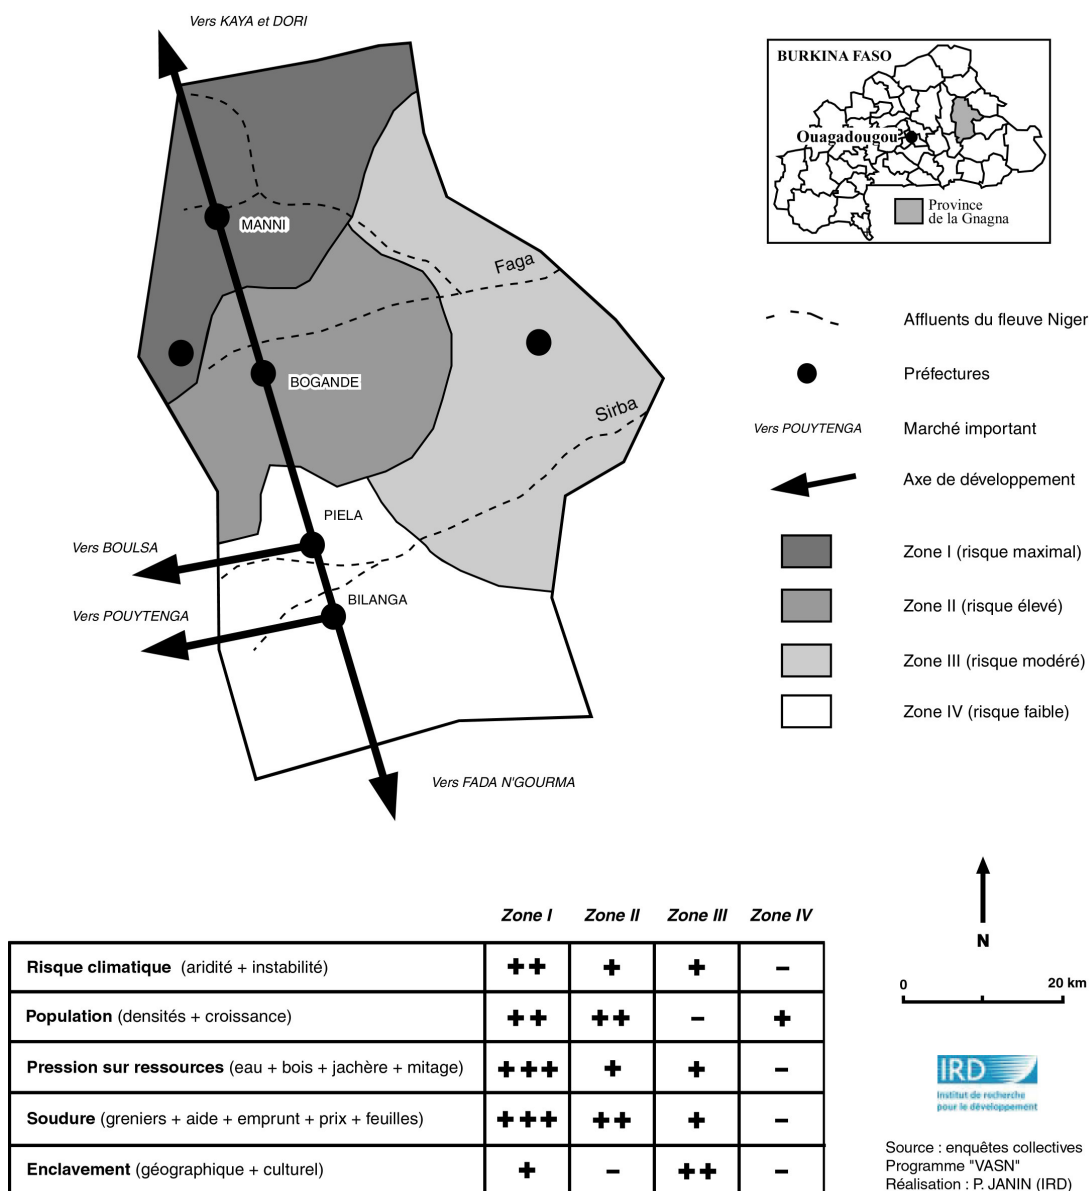 Vers KAYA et DORI
BURKINA FASO
Ouagadougou
Province
de la Gnagna
MANNI
Faga
BOGANDE
Sirba
PIELA
Vers BOULSA
BILANGA
Vers POUYTENGA
Vers FADA N'GOURMA
Affluents du fleuve Niger
Préfectures
Vers POUYTENGA Marché important
Axe de développement
Zone I (risque maximal)
Zone II (risque élevé)
Zone III (risque modéré)
Zone IV (risque faible)
N
0 20 km
Zone I Zone II Zone III Zone IV
Risque climatique (aridité + instabilité) ++ + + –
Population (densités + croissance) ++ ++ – +
Pression sur ressources (eau + bois + jachère + mitage) +++ + + –
Soudure (greniers + aide + emprunt + prix + feuilles) +++ ++ + –
Enclavement (géographique + culturel) + – ++ –
IRD
Institut de recherche
pour le développement
Source : enquêtes collectives
Programme "VASN"
Réalisation : P. JANIN (IRD)